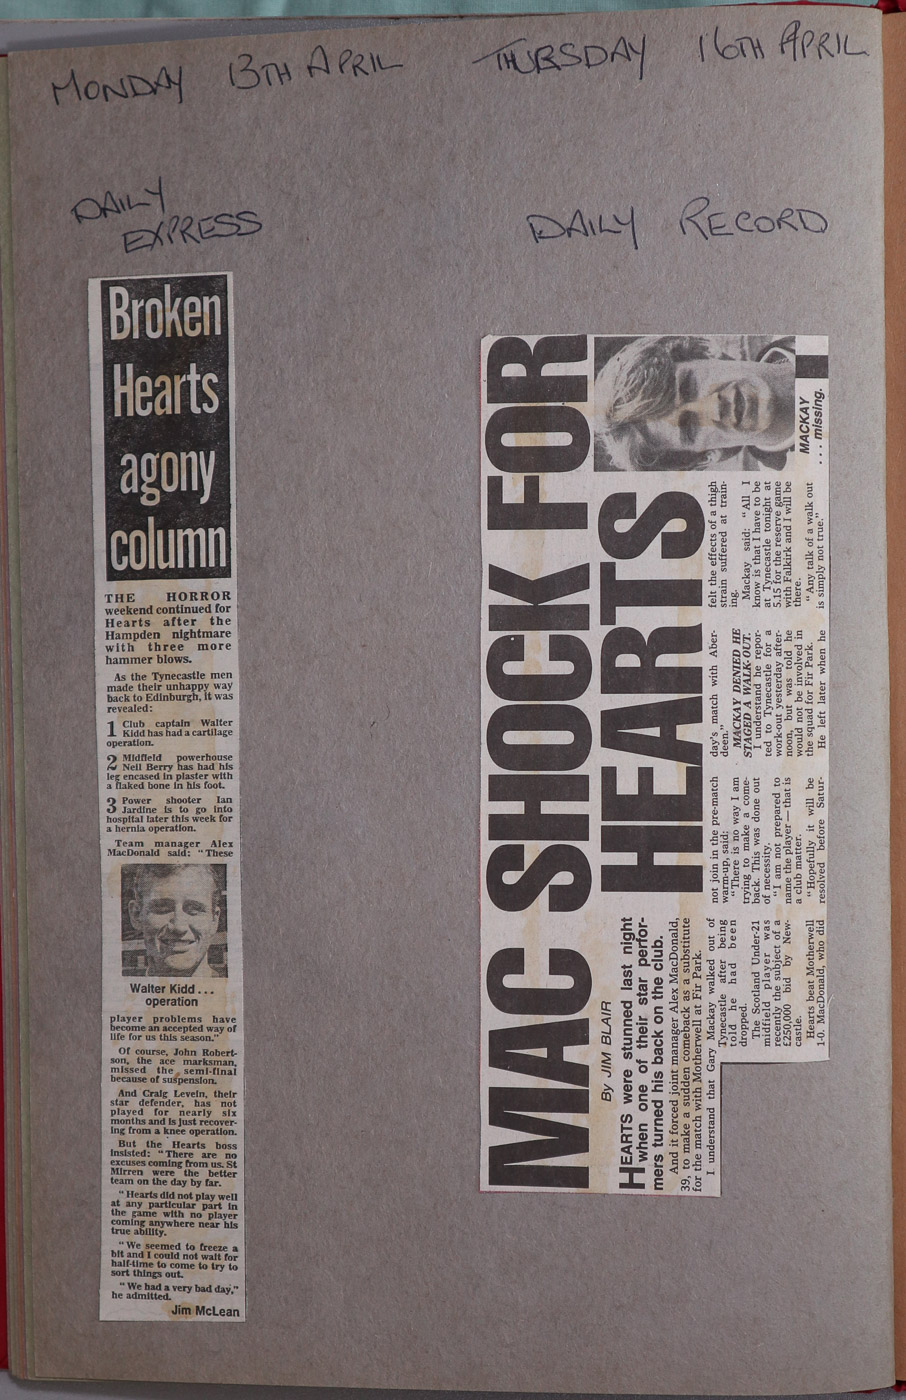 MONDAY 13TH APRIL
THURSDAY 16TH APRIL
DAILY
EXPRESS
DAILY RECORD
Broken
Hearts
agony
column
THE HORROR
weekend continued for
Hearts after the
Hampden nightmare
with three more
hammer blows.
As the Tynecastle men
made their unhappy way
back to Edinburgh, it was
revealed:
1 Club captain Walter
Kidd has had a cartilage
operation.
2 Midfield powerhouse
Neil Berry has had his
leg encased in plaster with
a flaked bone in his foot.
3 Power shooter Ian
Jardine is to go into
hospital later this week for
a hernia operation.
Team manager Alex
MacDonald said: "These
Walter Kidd ...
operation
player problems have
become an accepted way of
life for us this season."
Of course, John Robert-
son, the ace marksman,
missed the semi-final
because of suspension.
And Craig Levein, their
star defender, has not
played for nearly six
months and is just recover-
ing from a knee operation.
But the Hearts boss
insisted: "There are no
excuses coming from us. St
Mirren were the better
team on the day by far.
"Hearts did not play well
at any particular part in
the game with no player
coming anywhere near his
true ability.
"We seemed to freeze a
bit and I could not wait for
half-time to come to try to
sort things out.
"We had a very bad day,"
he admitted.
Jim McLean
MAC SHOCK FOR
HEARTS
By JIM BLAIR
HEARTS were stunned last night
when one of their star perfor-
mers turned his back on the club.
And it forced joint manager Alex MacDonald,
39, to make a sudden comeback as a substitute
for the match with Motherwell at Fir Park.
I understand that Gary Mackay walked out of
Tynecastle after being
told he had been
dropped.
The Scotland Under-21
midfield player was
recently the subject of a
£250,000 bid by New-
castle.
Hearts beat Motherwell
1-0. MacDonald, who did
not join in the pre-match
warm-up, said:
"There is no way I am
trying to make a come-
back. This was done out
of necessity.
"I am not prepared to
name the player — that is
a club matter.
"Hopefully it will be
resolved before Satur-
day's match with Aber-
deen."
MACKAY DENIED HE
STAGED A WALK-OUT.
I understand he repor-
ted to Tynecastle for a
work-out yesterday after-
noon, but was told he
would not be involved in
the squad for Fir Park.
He left later when he
felt the effects of a thigh
strain suffered at train-
ing.
Mackay said: "All I
know is that I have to be
at Tynecastle tonight at
5.15 for the reserve game
with Falkirk and I will be
there.
"Any talk of a walk out
is simply not true."
MACKAY
... missing.